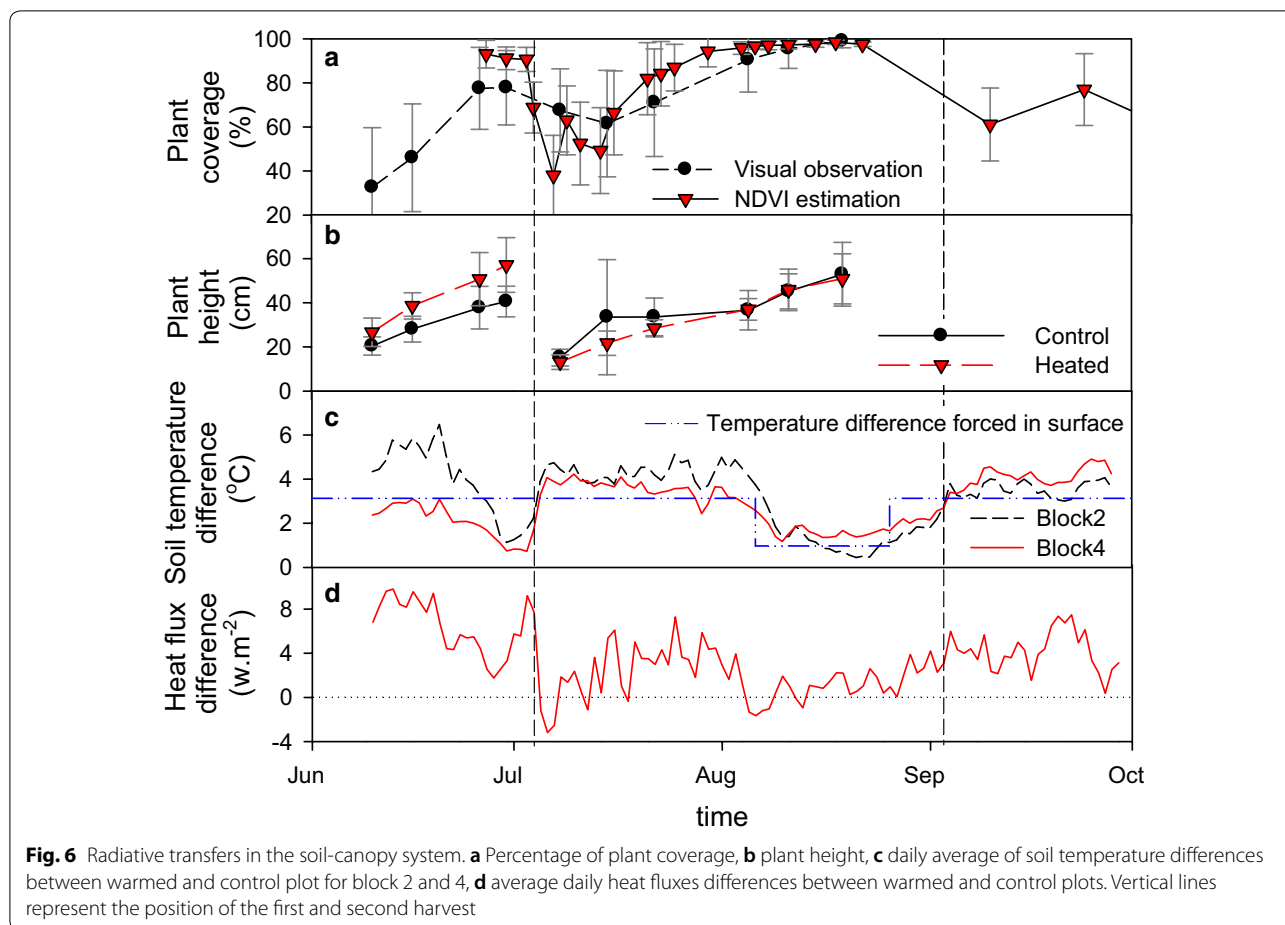 a
Plant coverage (%)
100
80
60
40
20
Visual observation
NDVI estimation
b
Plant height (cm)
60
40
20
0
Control
Heated
c
Soil temperature difference (°C)
6
4
2
0
Temperature difference forced in surface
Block2
Block4
d
Heat flux difference (w.m-2)
8
4
0
-4
Jun Jul Aug Sep Oct
time
Fig. 6 Radiative transfers in the soil-canopy system. a Percentage of plant coverage, b plant height, c daily average of soil temperature differences
between warmed and control plot for block 2 and 4, d average daily heat fluxes differences between warmed and control plots. Vertical lines
represent the position of the first and second harvest